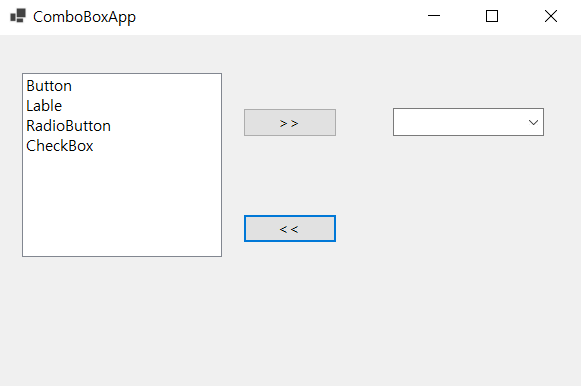 ComboBoxApp
Button
Lable
RadioButton
CheckBox
>>
<<